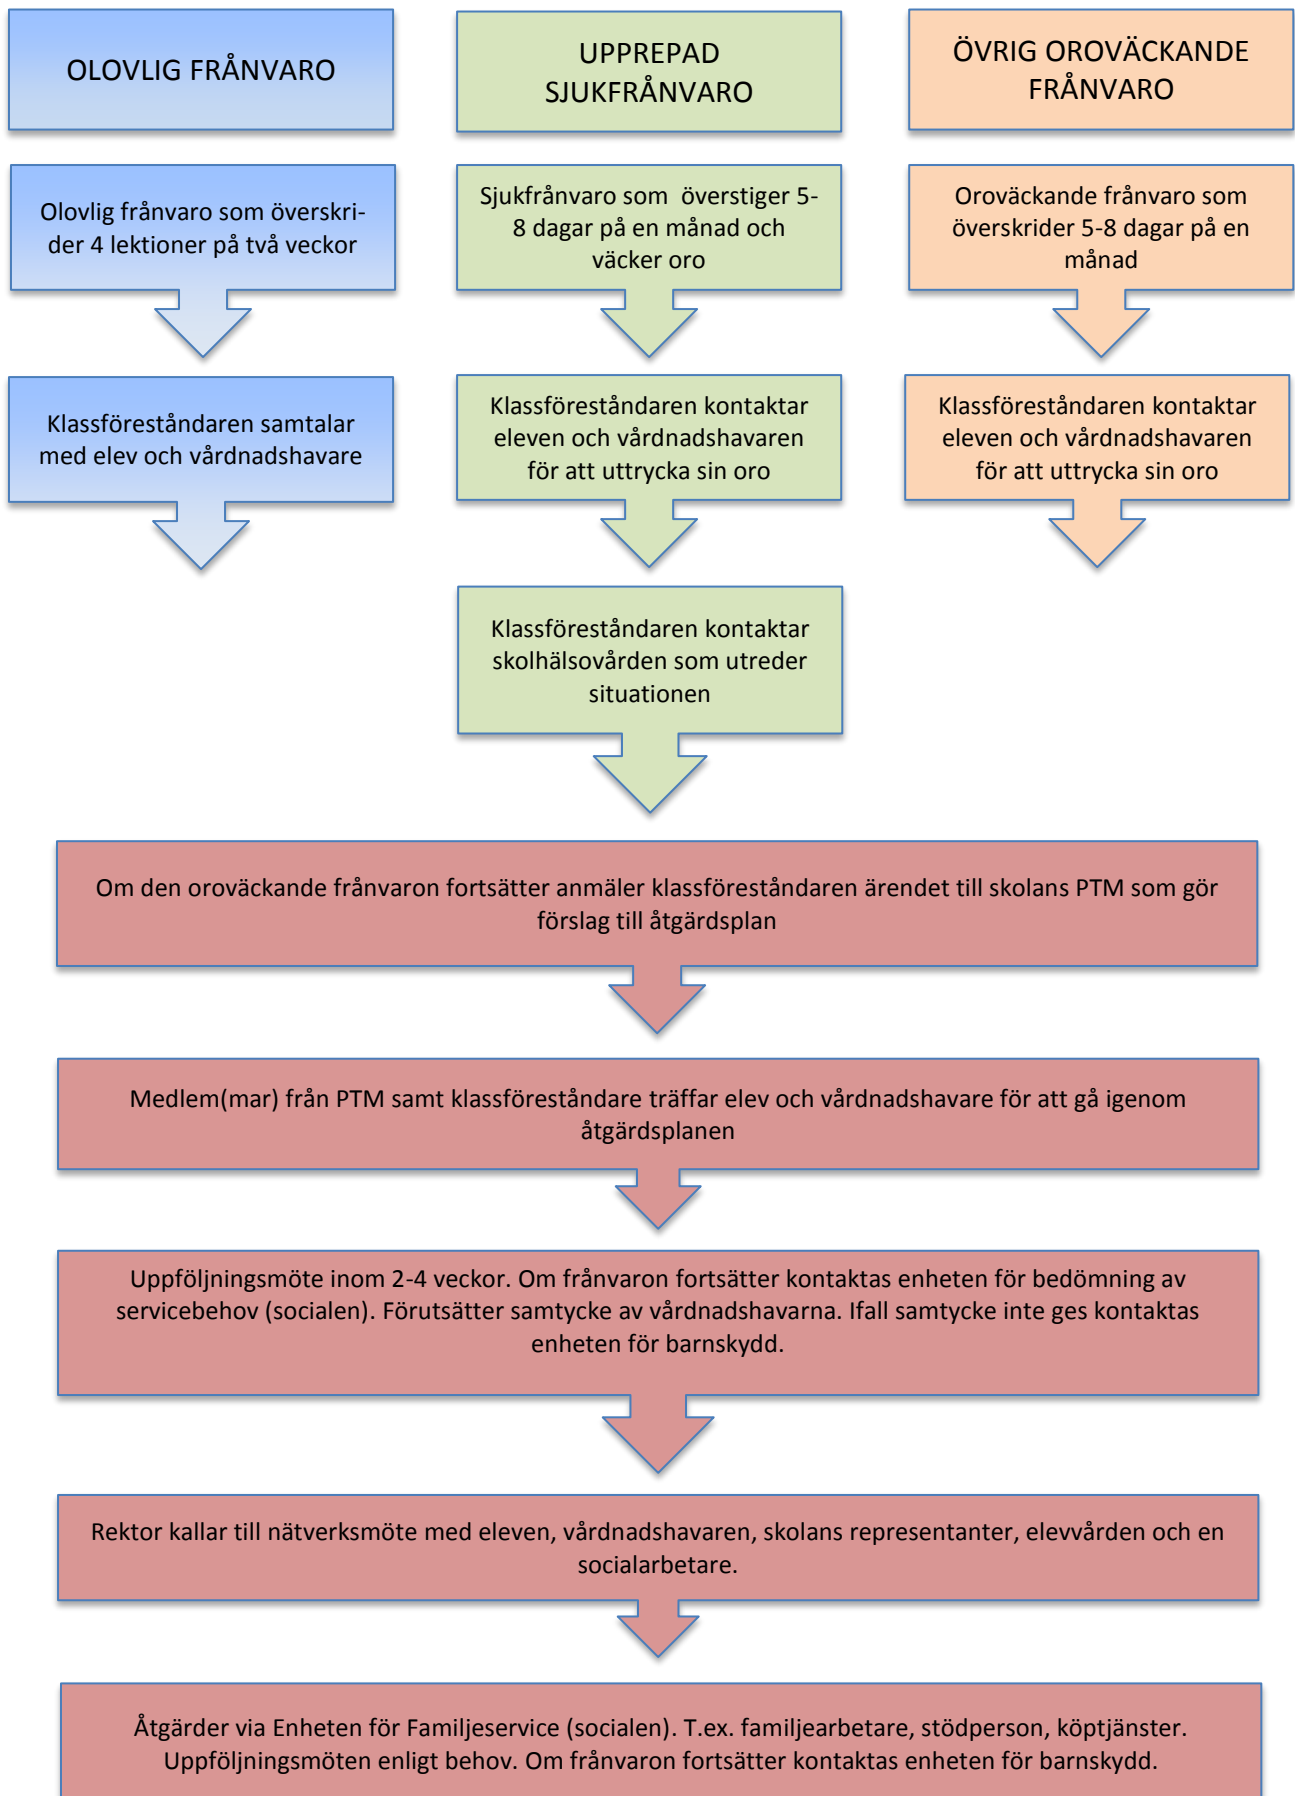 OLOVLIG FRÅNVARO
UPPREPAD
SJUKFRÅNVARO
ÖVRIG OROVÄCKANDE
FRÅNVARO
Olovlig frånvaro som överskri-
der 4 lektioner på två veckor
Sjukfrånvaro som  överstiger 5-
8 dagar på en månad och
väcker oro
Oroväckande frånvaro som
överskrider 5-8 dagar på en
månad
Klassföreståndaren samtalar
med elev och vårdnadshavare
Klassföreståndaren kontaktar
eleven och vårdnadshavaren
för att uttrycka sin oro
Klassföreståndaren kontaktar
eleven och vårdnadshavaren
för att uttrycka sin oro
Klassföreståndaren kontaktar
skolhälsovården som utreder
situationen
Om den oroväckande frånvaron fortsätter anmäler klassföreståndaren ärendet till skolans PTM som gör
förslag till åtgärdsplan
Medlem(mar) från PTM samt klassföreståndare träffar elev och vårdnadshavare för att gå igenom
åtgärdsplanen
Uppföljningsmöte inom 2-4 veckor. Om frånvaron fortsätter kontaktas enheten för bedömning av
servicebehov (socialen). Förutsätter samtycke av vårdnadshavarna. Ifall samtycke inte ges kontaktas
enheten för barnskydd.
Rektor kallar till nätverksmöte med eleven, vårdnadshavaren, skolans representanter, elevvården och en
socialarbetare.
Åtgärder via Enheten för Familjeservice (socialen). T.ex. familjearbetare, stödperson, köptjänster.
Uppföljningsmöten enligt behov. Om frånvaron fortsätter kontaktas enheten för barnskydd.